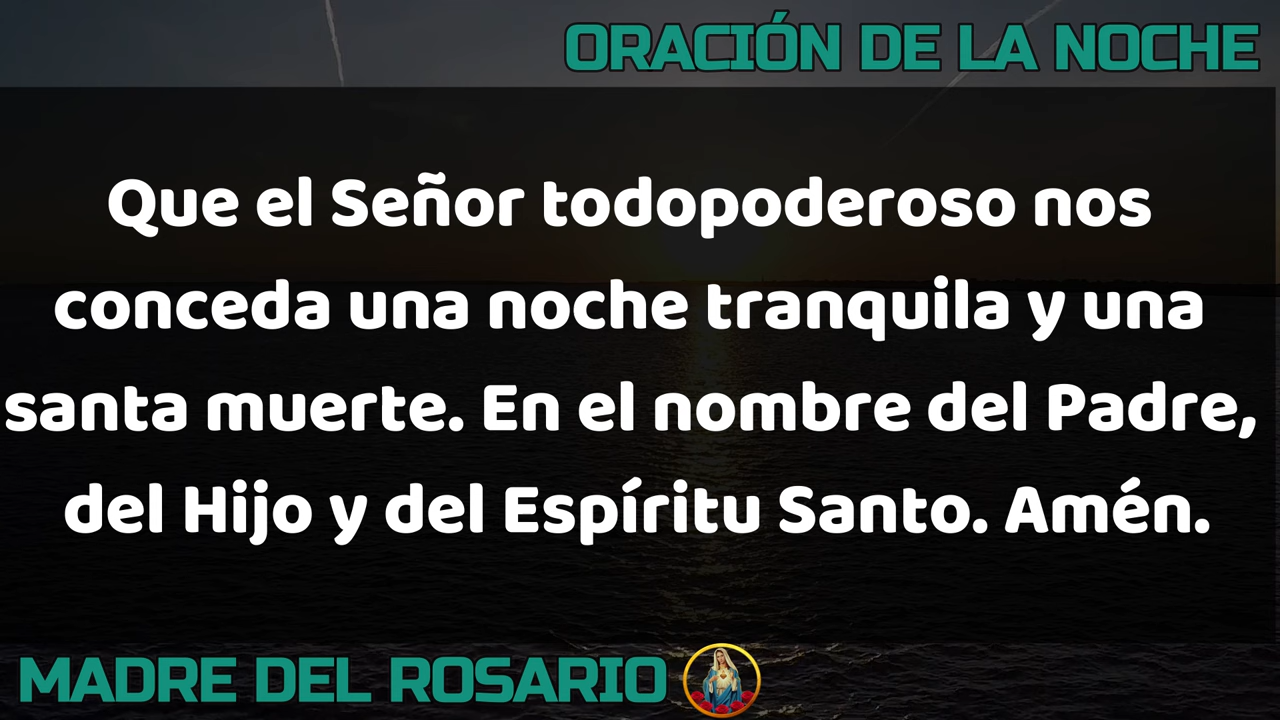 ORACIÓN DE LA NOCHE
Que el Señor todopoderoso nos
conceda una noche tranquila y una
santa muerte. En el nombre del Padre,
del Hijo y del Espíritu Santo. Amén.
MADRE DEL ROSARIO